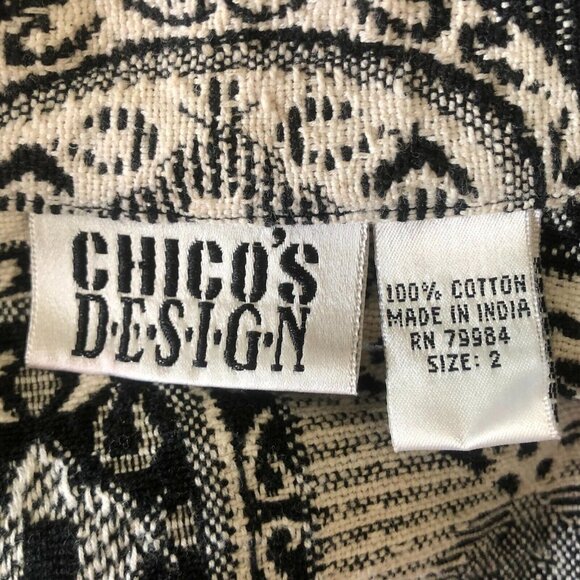 CHICO'S
D·E·S·I·G·N
100% COTTON
MADE IN INDIA
RN 79984
SIZE: 2